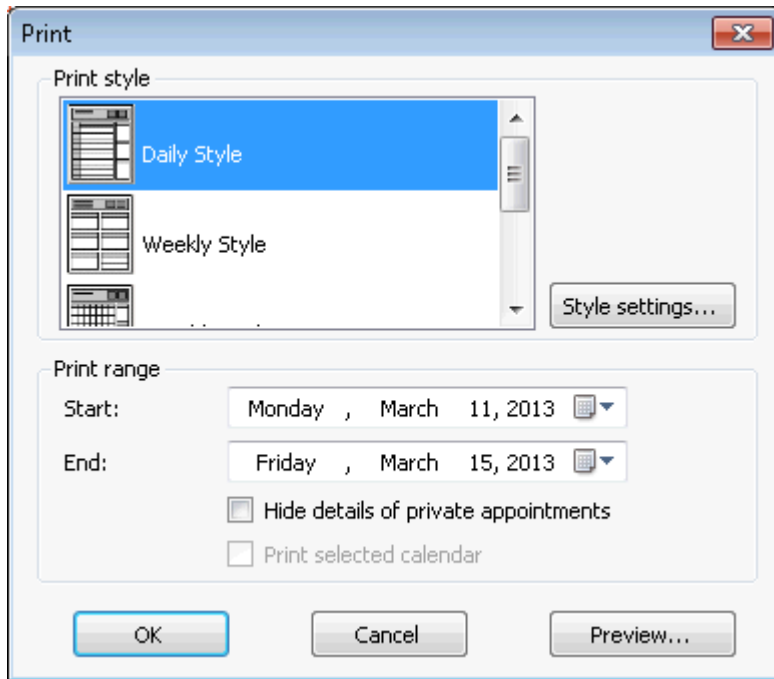 Print
Print style
Daily Style
Weekly Style
Style settings...
Print range
Start: Monday , March 11, 2013
End: Friday , March 15, 2013
Hide details of private appointments
Print selected calendar
OK Cancel Preview...